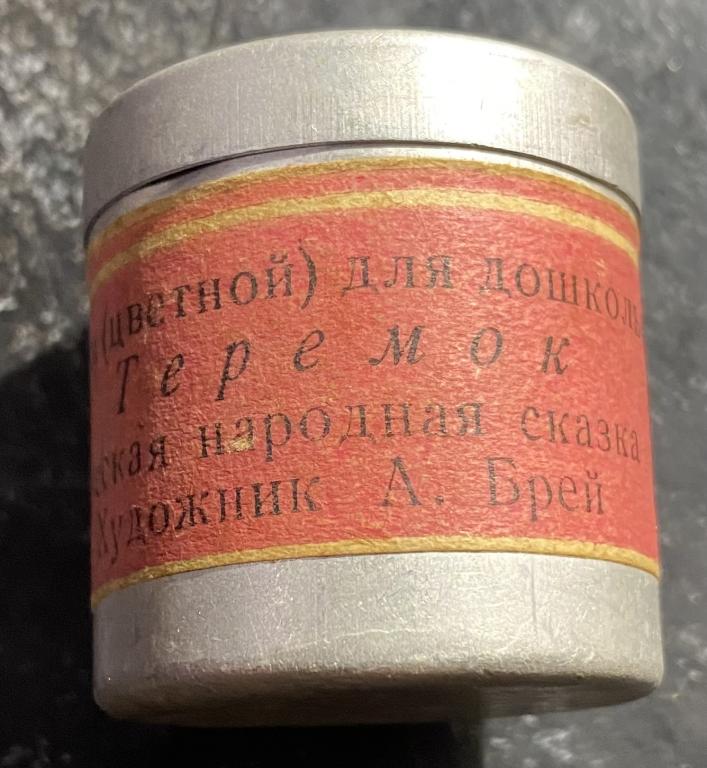 (цветной) для дошколь
Теремок
ская народная сказка
Художник А. Брей